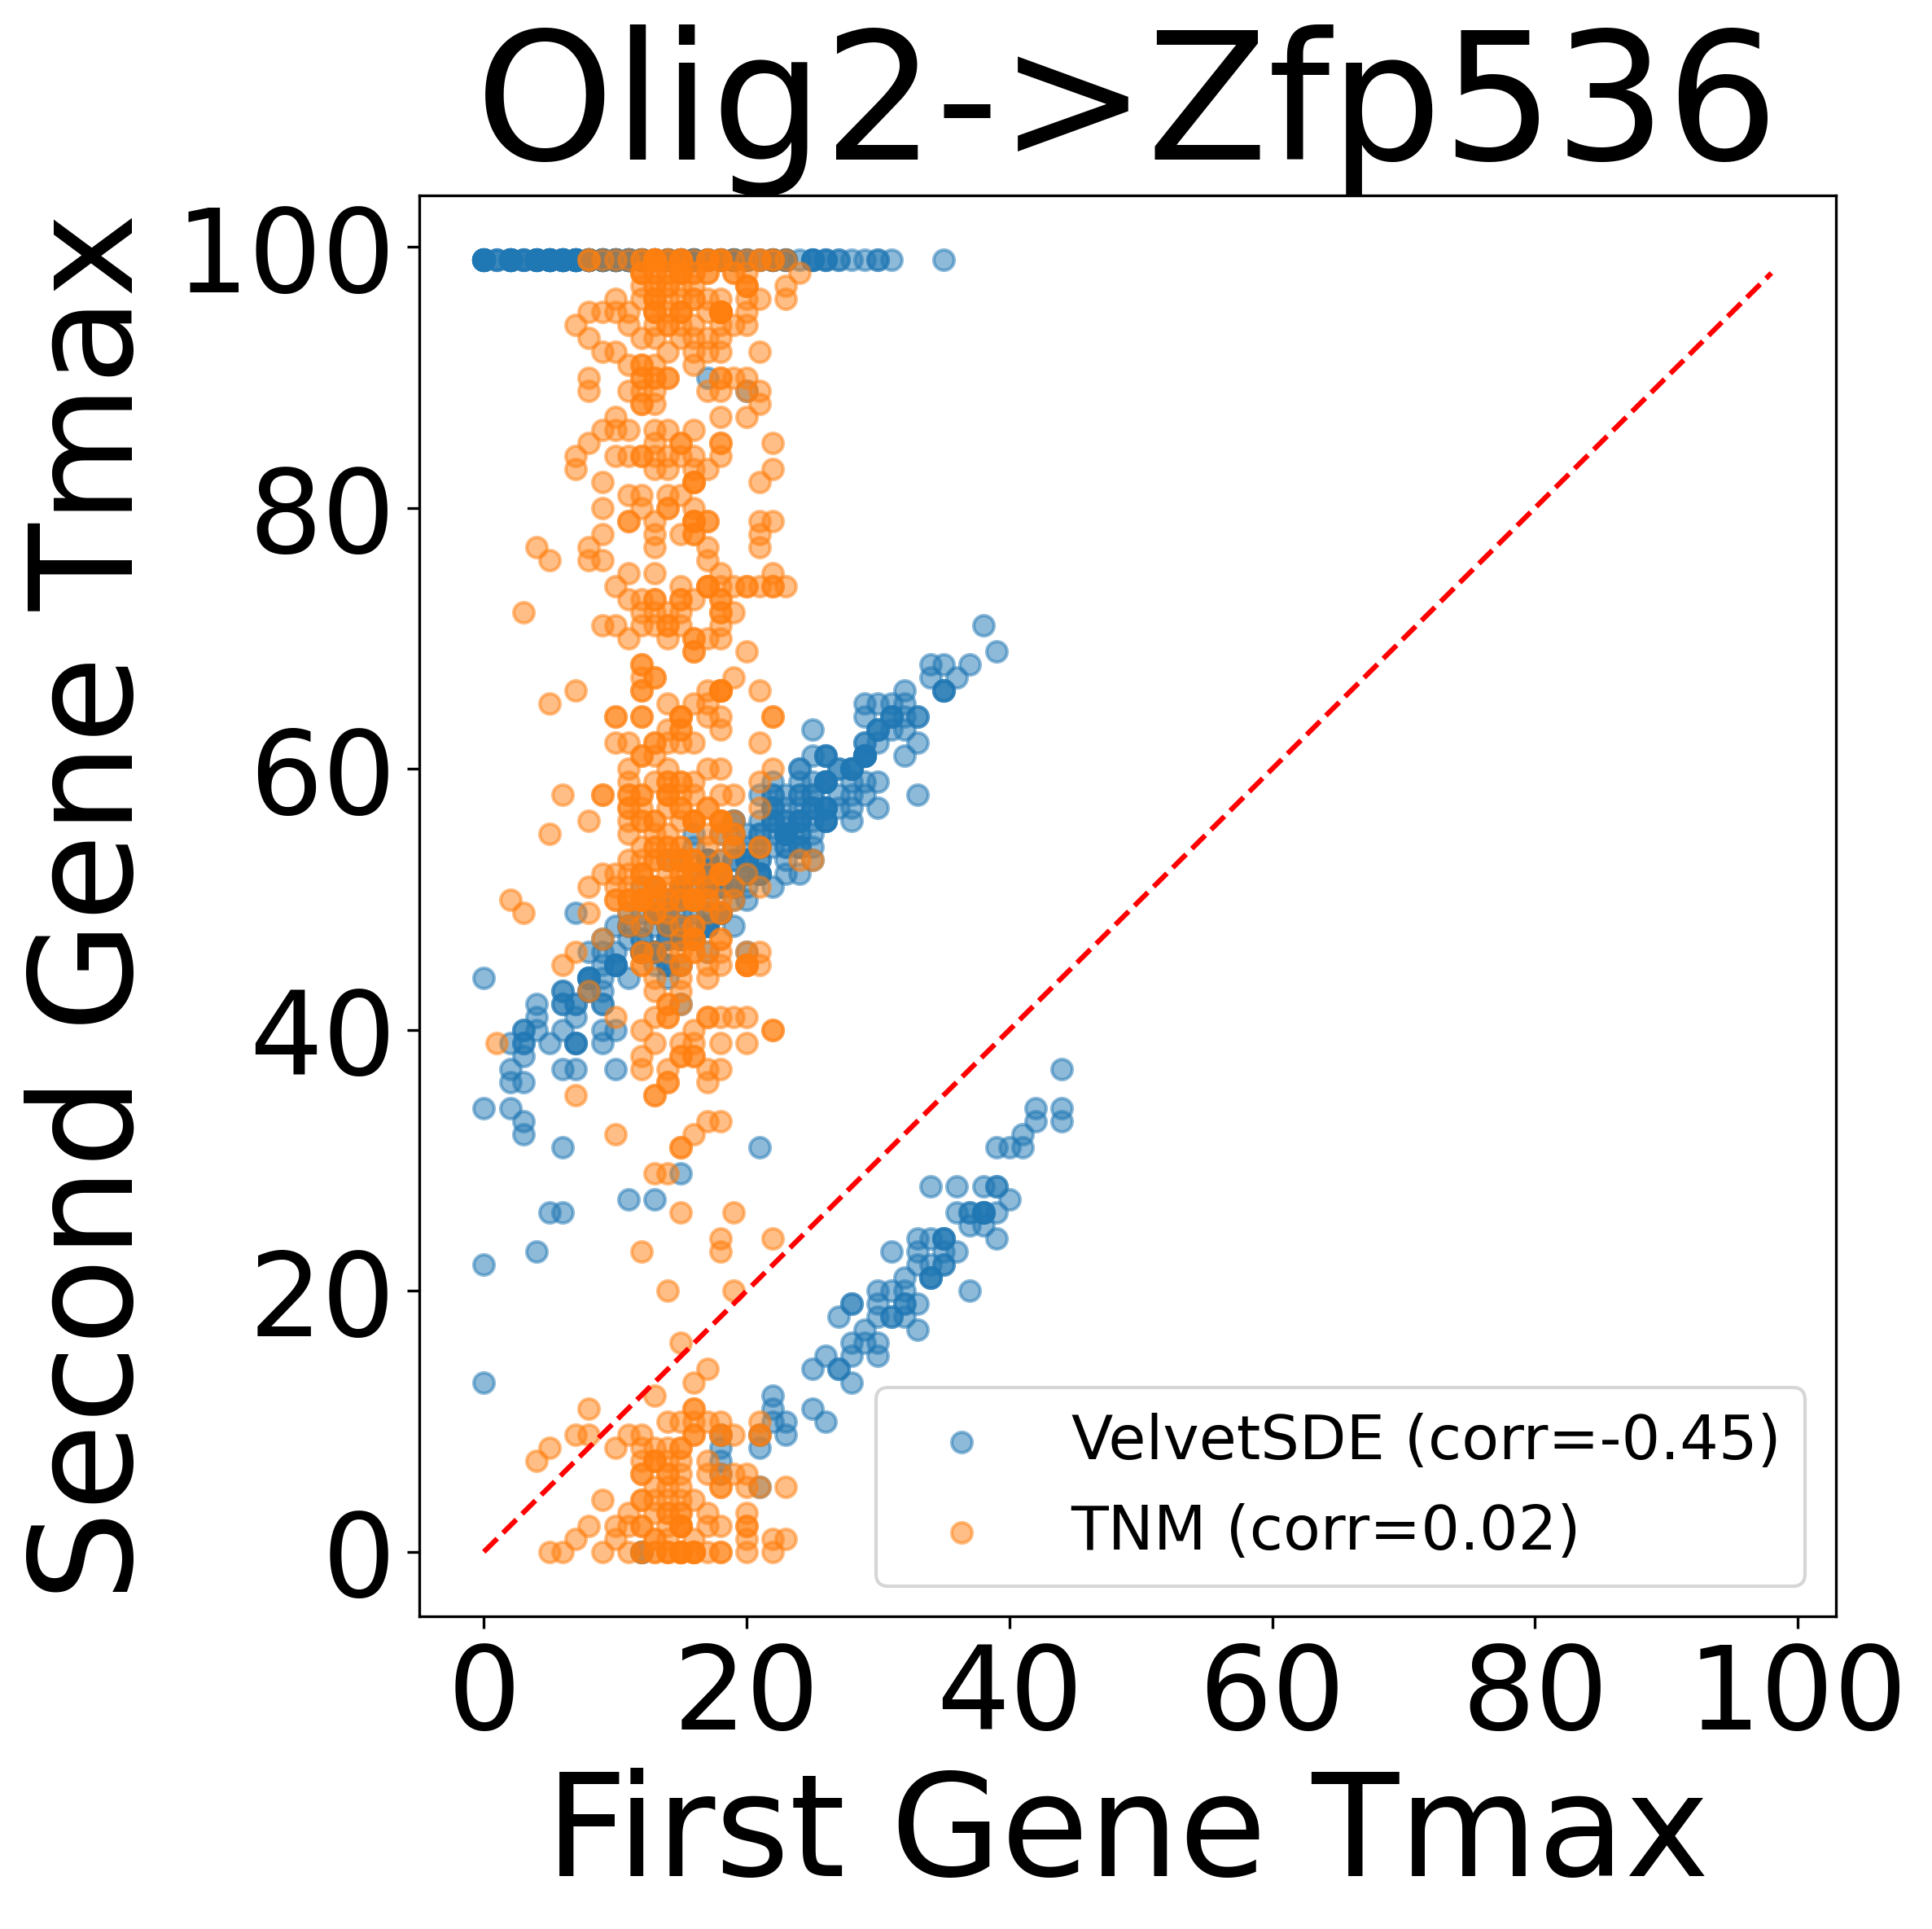 Olig2->Zfp536
Second Gene Tmax
100
80
60
40
20
0
VelvetSDE (corr=-0.45)
TNM (corr=0.02)
0 20 40 60 80 100
First Gene Tmax